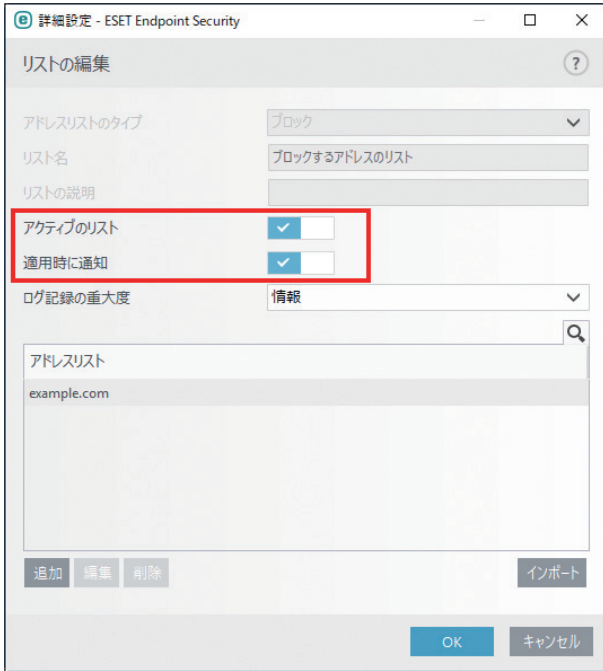 e 詳細設定 - ESET Endpoint Security
リストの編集 ?
アドレスリストのタイプ ブロック
リスト名 ブロックするアドレスのリスト
リストの説明
アクティブのリスト
適用時に通知
ログ記録の重大度 情報
アドレスリスト
example.com
追加 編集 削除 インポート
OK キャンセル